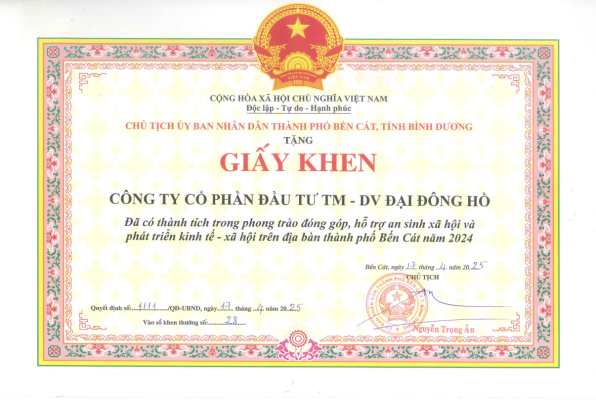 CỘNG HÒA XÃ HỘI CHỦ NGHĨA VIỆT NAM
Độc lập - Tự do - Hạnh phúc
CHỦ TỊCH ỦY BAN NHÂN DÂN THÀNH PHỐ BẾN CÁT, TỈNH BÌNH DƯƠNG
TẶNG
GIẤY KHEN
CÔNG TY CỔ PHẦN ĐẦU TƯ TM - DV ĐẠI ĐÔNG HỒ
Đã có thành tích trong phong trào đóng góp, hỗ trợ an sinh xã hội và
phát triển kinh tế - xã hội trên địa bàn thành phố Bến Cát năm 2024
Bến Cát, ngày 17 tháng 4 năm 2025
CHỦ TỊCH
Quyết định số: 1111 /QĐ-UBND, ngày 17 tháng 4 năm 2025
Vào sổ khen thưởng số: 28
Nguyễn Trọng Ân